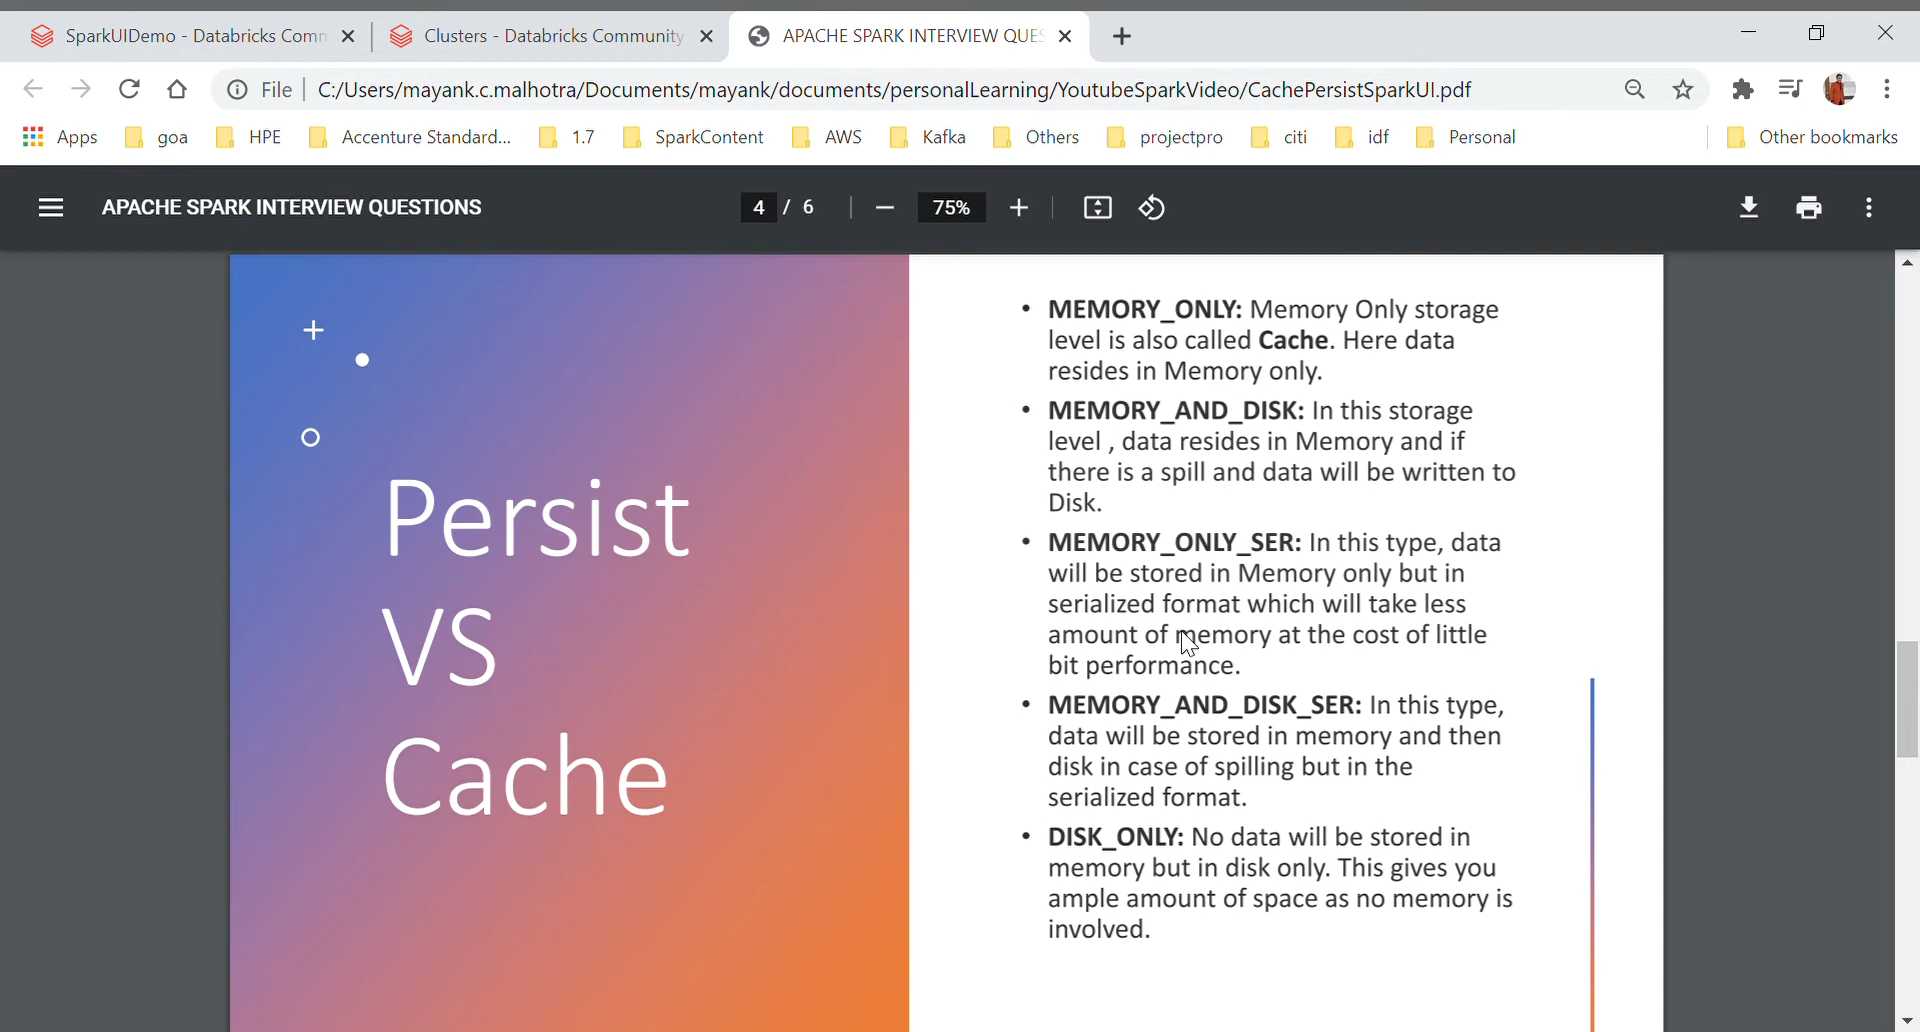 SparkUIDemo - Databricks Comm
Clusters - Databricks Community
APACHE SPARK INTERVIEW QUES
File
C:/Users/mayank.c.malhotra/Documents/mayank/documents/personalLearning/YoutubeSparkVideo/CachePersistSparkUI.pdf
Apps goa HPE Accenture Standard... 1.7 SparkContent AWS Kafka Others projectpro citi idf Personal Other bookmarks
APACHE SPARK INTERVIEW QUESTIONS 4 / 6 75%
Persist
VS
Cache
• MEMORY_ONLY: Memory Only storage
level is also called Cache. Here data
resides in Memory only.
• MEMORY_AND_DISK: In this storage
level , data resides in Memory and if
there is a spill and data will be written to
Disk.
• MEMORY_ONLY_SER: In this type, data
will be stored in Memory only but in
serialized format which will take less
amount of memory at the cost of little
bit performance.
• MEMORY_AND_DISK_SER: In this type,
data will be stored in memory and then
disk in case of spilling but in the
serialized format.
• DISK_ONLY: No data will be stored in
memory but in disk only. This gives you
ample amount of space as no memory is
involved.